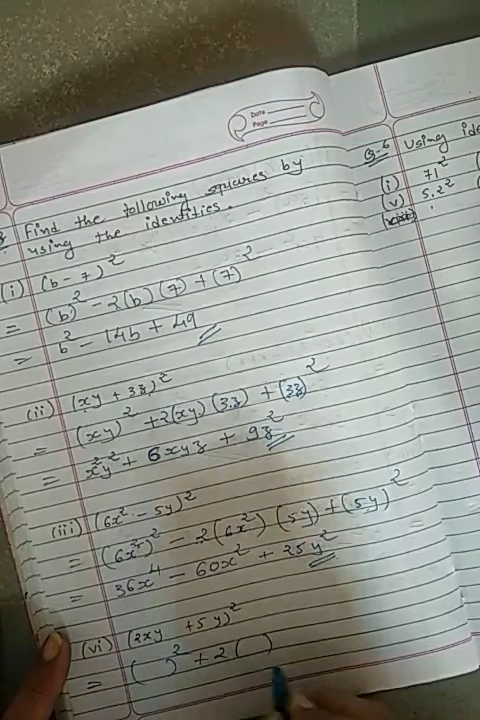 Date
Page
Find the following squares by
using the identities.
(i) (b - 7)²
= (b)² - 2(b)(7) + (7)²
= b² - 14b + 49
(ii) (xy + 3z)²
= (xy)² + 2(xy)(3z) + (3z)²
= x²y² + 6xyz + 9z²
(iii) (6x² - 5y)²
= (6x²)² - 2(6x²)(5y) + (5y)²
= 36x⁴ - 60x² + 25y²
(vi) (2xy + 5y)²
= ( )² + 2( )
Q-6 Using ide
(i) 71²
(v) 5.2²